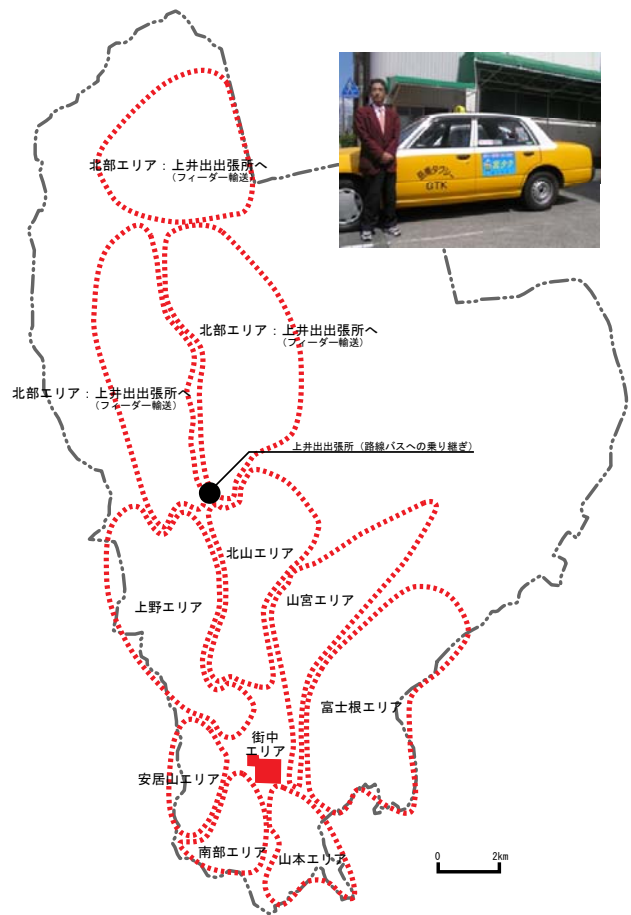 北部エリア：上井出出張所へ
（フィーダー輸送）
北部エリア：上井出出張所へ
（フィーダー輸送）
北部エリア：上井出出張所へ
（フィーダー輸送）
上井出出張所（路線バスへの乗り継ぎ）
北山エリア
山宮エリア
上野エリア
富士根エリア
街中
エリア
安居山エリア
南部エリア
山本エリア
0 2km
GTK